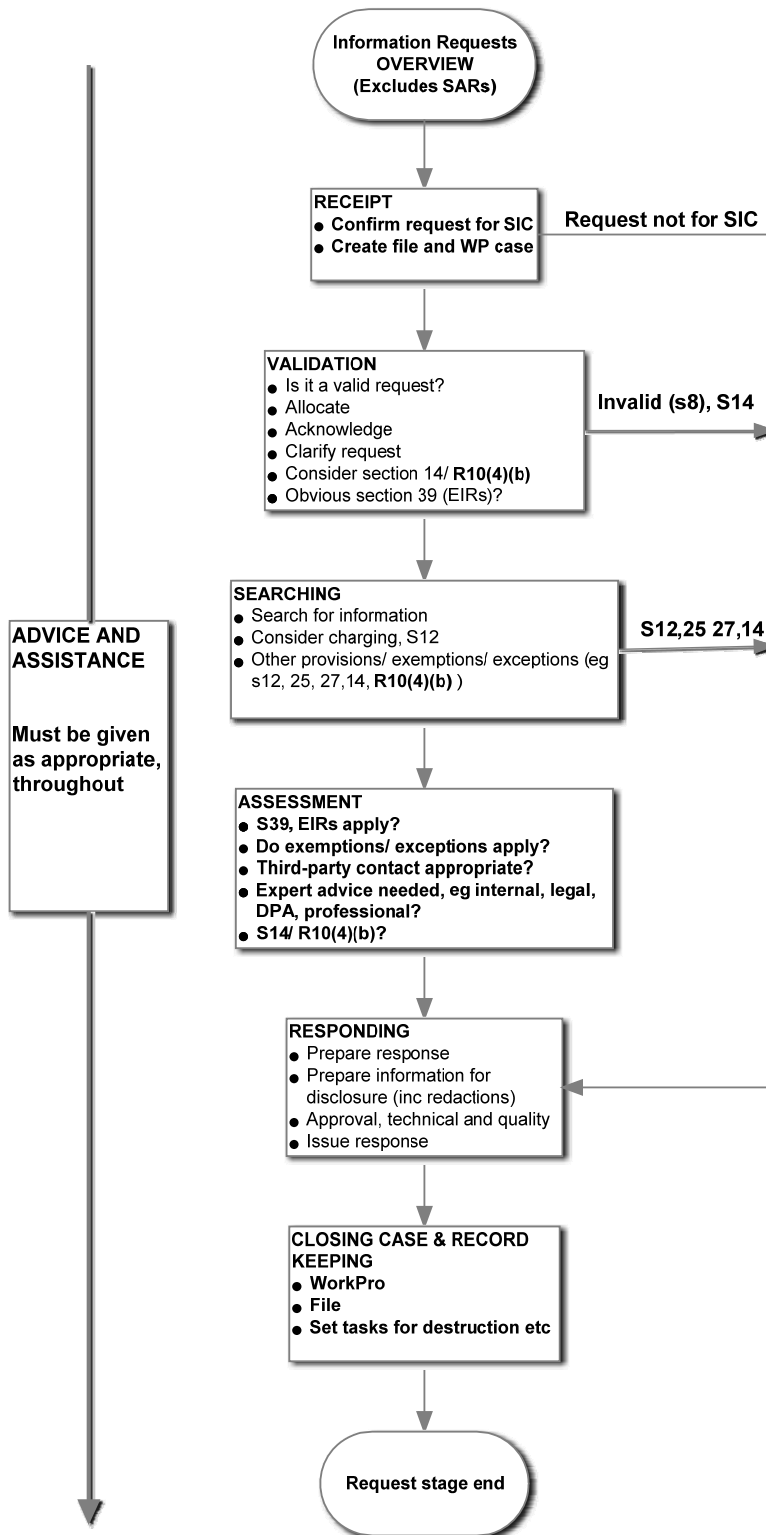 Information Requests
OVERVIEW
(Excludes SARs)
RECEIPT
● Confirm request for SIC
● Create file and WP case
Request not for SIC
VALIDATION
● Is it a valid request?
● Allocate
● Acknowledge
● Clarify request
● Consider section 14/ R10(4)(b)
● Obvious section 39 (EIRs)?
Invalid (s8), S14
SEARCHING
● Search for information
● Consider charging, S12
● Other provisions/ exemptions/ exceptions (eg
s12, 25, 27,14, R10(4)(b) )
S12,25 27,14
ADVICE AND
ASSISTANCE
Must be given
as appropriate,
throughout
ASSESSMENT
● S39, EIRs apply?
● Do exemptions/ exceptions apply?
● Third-party contact appropriate?
● Expert advice needed, eg internal, legal,
DPA, professional?
● S14/ R10(4)(b)?
RESPONDING
● Prepare response
● Prepare information for
disclosure (inc redactions)
● Approval, technical and quality
● Issue response
CLOSING CASE & RECORD
KEEPING
● WorkPro
● File
● Set tasks for destruction etc
Request stage end